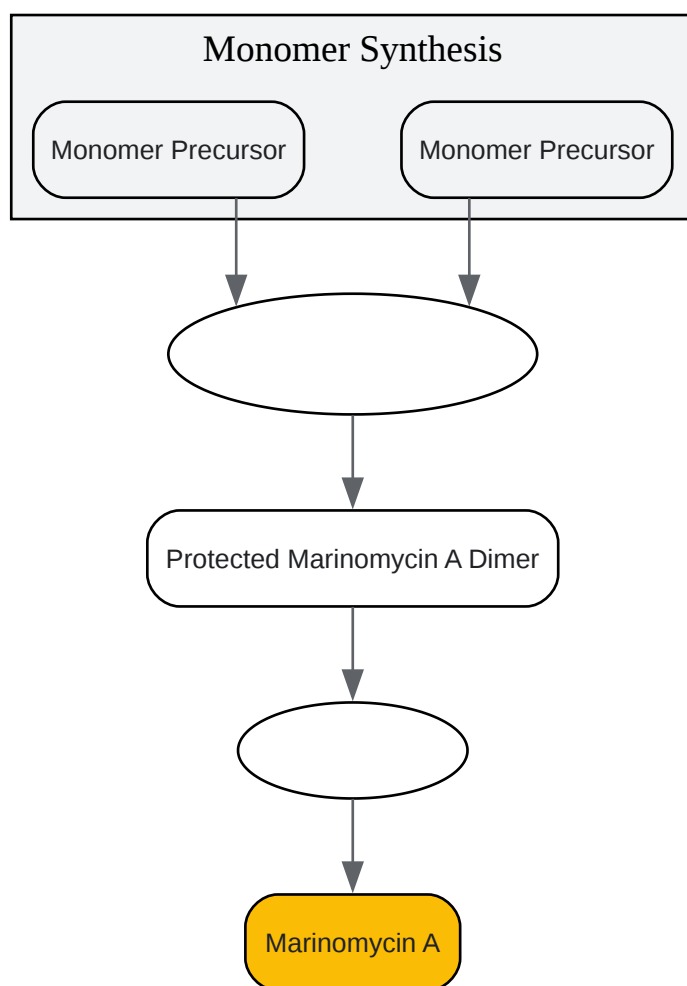 Monomer Synthesis
Monomer Precursor
Monomer Precursor
Protected Marinomycin A Dimer
Marinomycin A